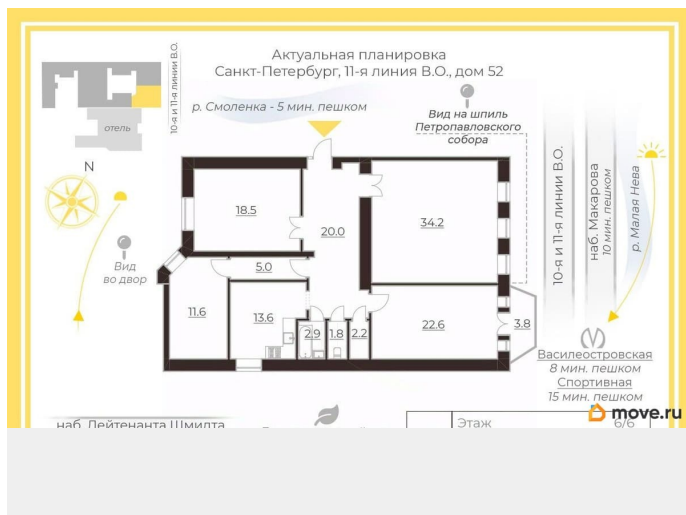 Актуальная планировка
Санкт-Петербург, 11-я линия В.О., дом 52
10-я и 11-я линии В.О.
отель
р. Смоленка - 5 мин. пешком
Вид на шпиль
Петропавловского
собора
N
Вид
во двор
18.5
20.0
34.2
5.0
11.6
13.6
2.9
1.8
2.2
22.6
3.8
10-я и 11-я линии В.О.
наб. Макарова
10 мин. пешком
р. Малая Нева
Василеостровская
8 мин. пешком
Спортивная
15 мин. пешком
move.ru
наб. Лейтенанта Шмидта
Этаж
6/6